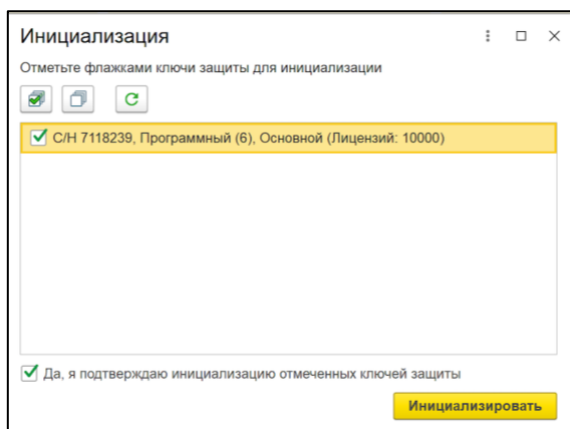 Инициализация
Отметьте флажками ключи защиты для инициализации
С/Н 7118239, Программный (6), Основной (Лицензий: 10000)
Да, я подтверждаю инициализацию отмеченных ключей защиты
Инициализировать